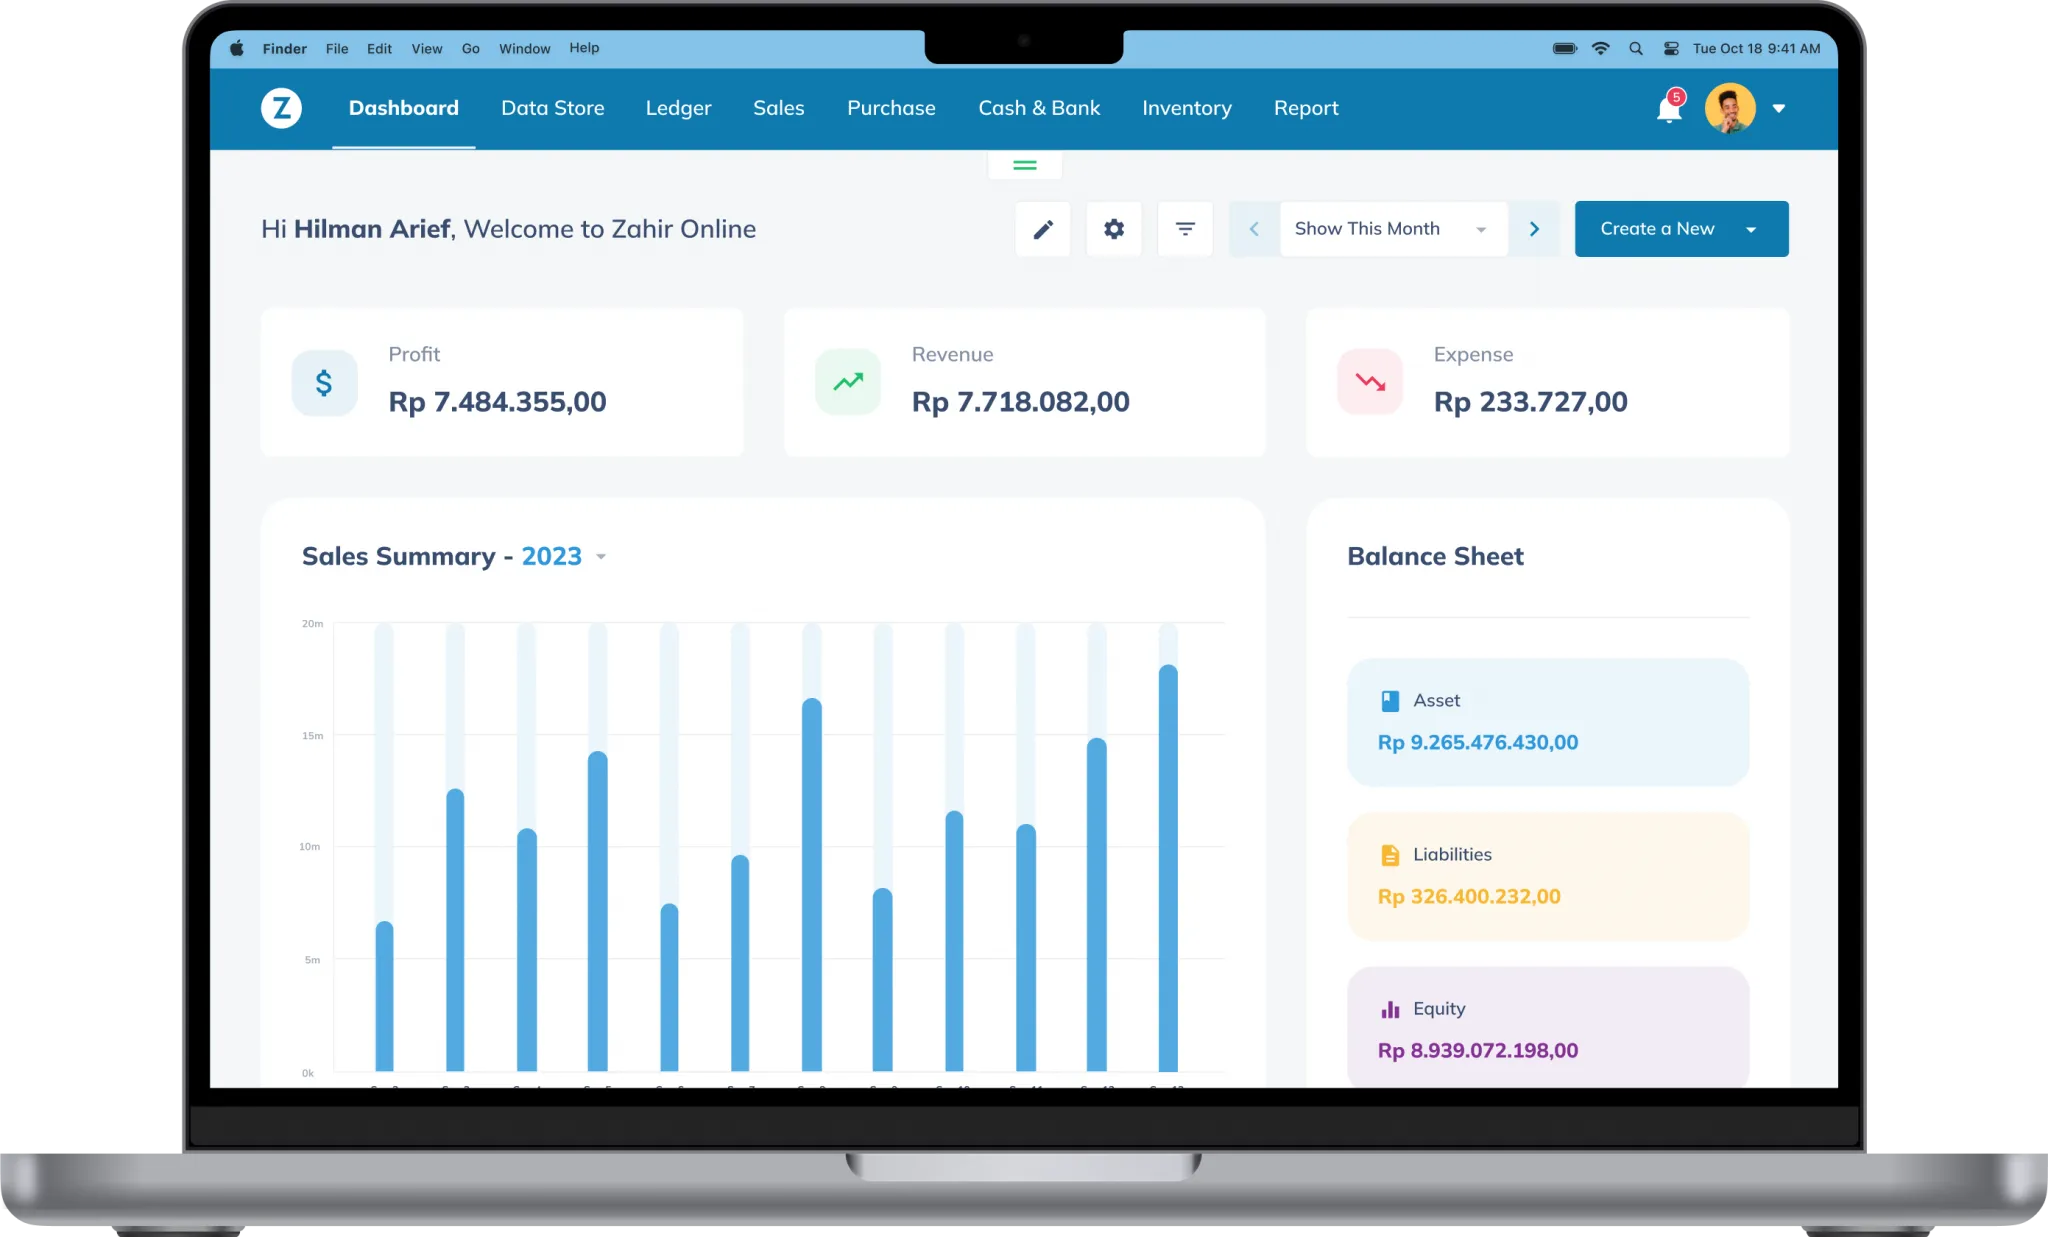 Finder File Edit View Go Window Help
Tue Oct 18 9:41 AM
Z Dashboard Data Store Ledger Sales Purchase Cash & Bank Inventory Report
5
Hi Hilman Arief, Welcome to Zahir Online
Show This Month
Create a New
Profit
Rp 7.484.355,00
Revenue
Rp 7.718.082,00
Expense
Rp 233.727,00
Sales Summary - 2023
20m
15m
10m
5m
0k
Balance Sheet
Asset
Rp 9.265.476.430,00
Liabilities
Rp 326.400.232,00
Equity
Rp 8.939.072.198,00